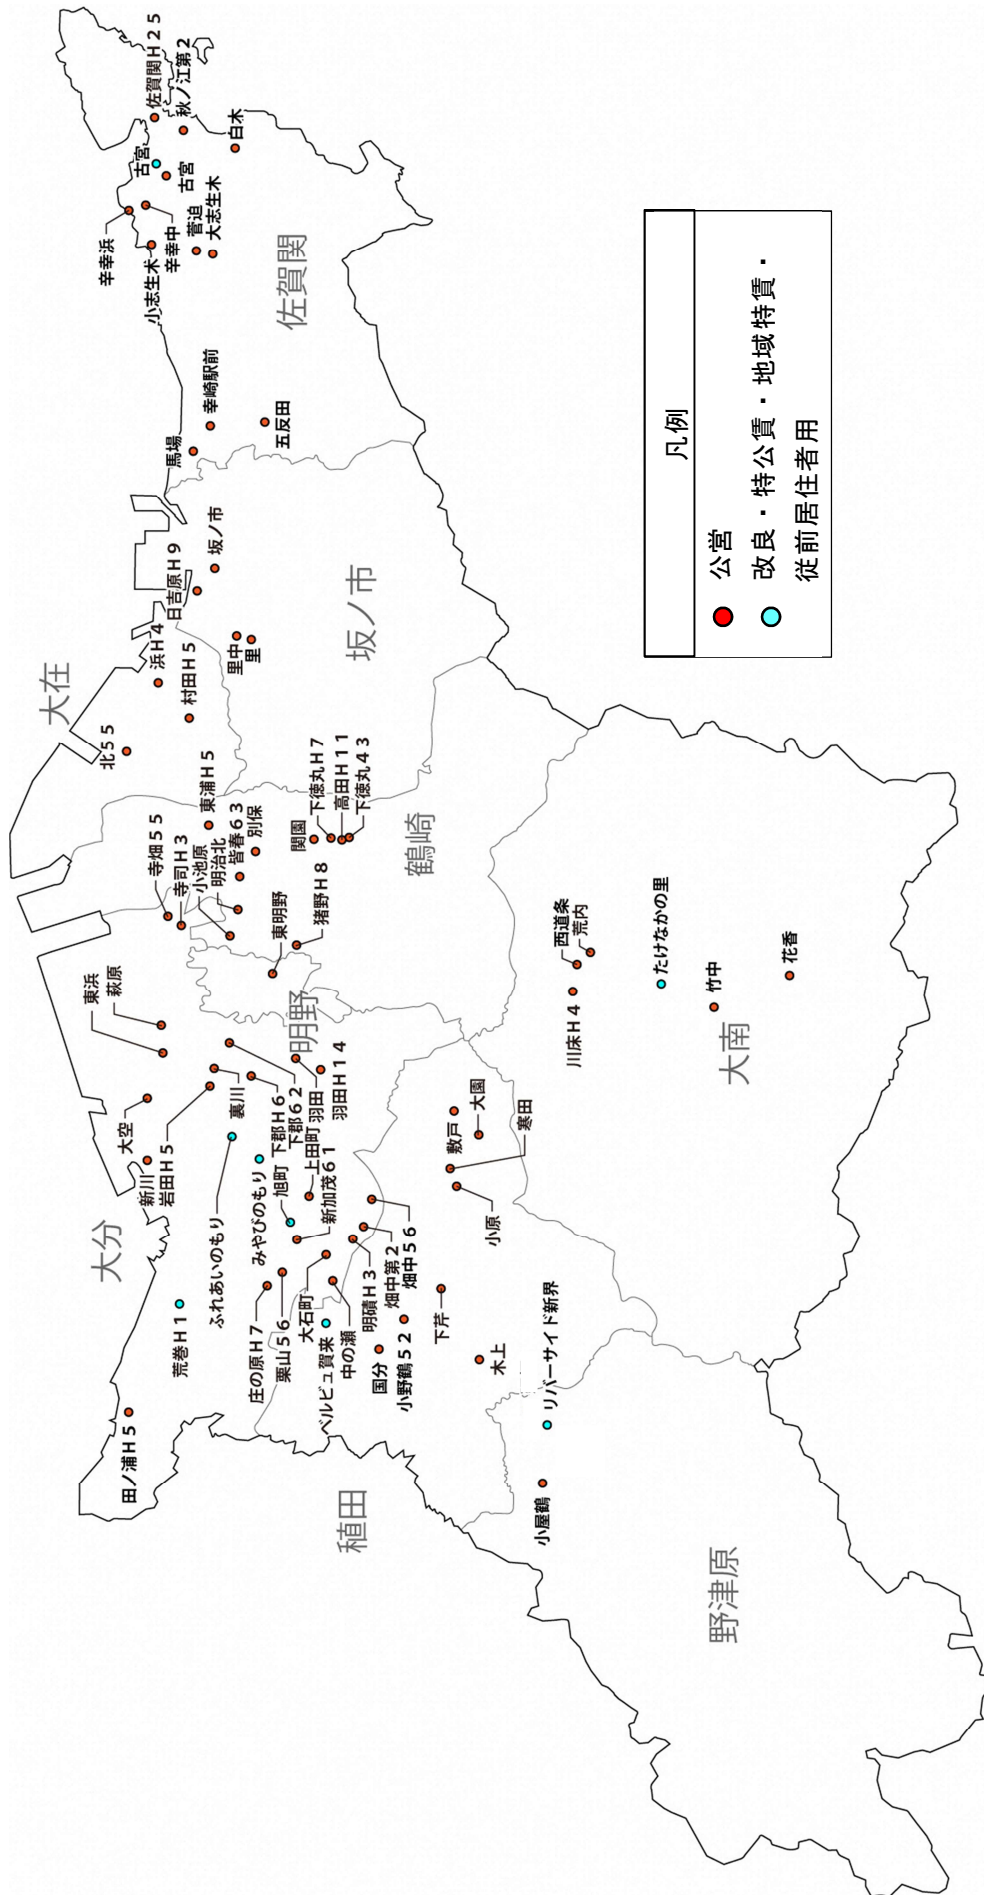 大分
大在
明野
鶴崎
坂ノ市
佐賀関
稙田
大南
野津原
田ノ浦H5
荒巻H1
新川
岩田H5
大空
東浜
萩原
裏川
ふれあいのもり
みやびのもり
旭町
下郡H6
下郡62
上田町
羽田
羽田H14
新加茂61
庄の原H7
栗山56
大石町
ベルビュ賀来
中の瀬
明磧H3
畑中第2
畑中56
国分
小野鶴52
下芹
木上
小原
敷戸
大園
寒田
リバーサイド新界
小屋鶴
寺畑55
寺司H3
小池原
明治北
皆春63
別保
東浦H5
東明野
猪野H8
関園
下徳丸H7
高田H11
下徳丸43
北55
村田H5
浜H4
日吉原H9
坂ノ市
里中
里
馬場
幸崎駅前
五反田
辛幸浜
小志生木
辛幸中
菅迫
大志生木
古宮
古宮
佐賀関H25
秋ノ江第2
白木
川床H4
西道条
荒内
たけなかの里
竹中
花香
凡例
公営
改良・特公賃・地域特賃・
従前居住者用